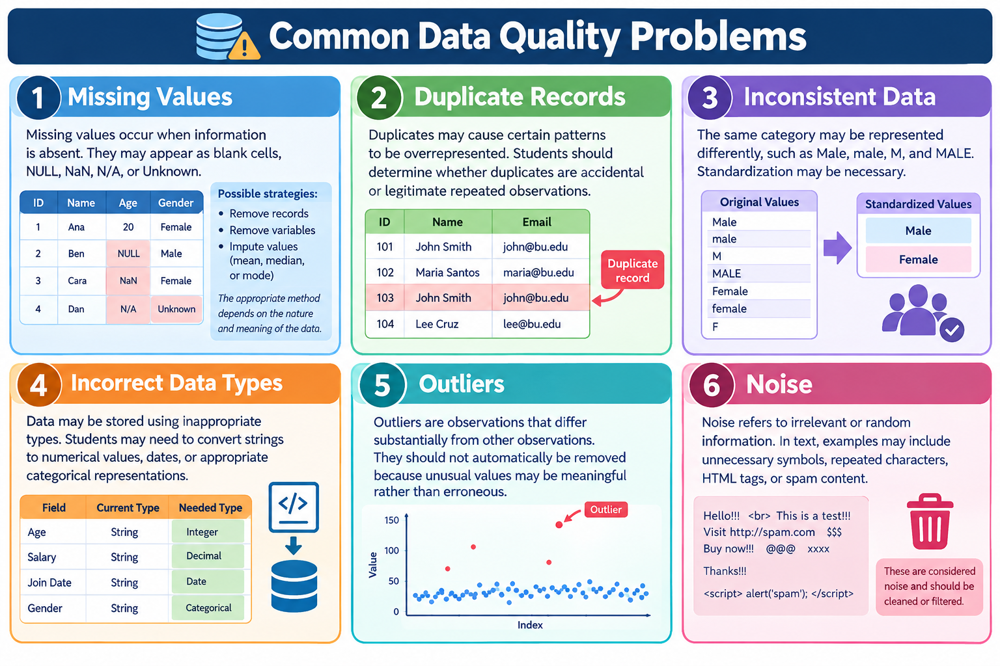 Common Data Quality Problems
1 Missing Values
Missing values occur when information
is absent. They may appear as blank cells,
NULL, NaN, N/A, or Unknown.
ID Name Age Gender
1 Ana 20 Female
2 Ben NULL Male
3 Cara NaN Female
4 Dan N/A Unknown
Possible strategies:
• Remove records
• Remove variables
• Impute values
(mean, median,
or mode)
The appropriate method
depends on the nature
and meaning of the data.
2 Duplicate Records
Duplicates may cause certain patterns
to be overrepresented. Students should
determine whether duplicates are accidental
or legitimate repeated observations.
ID Name Email
101 John Smith john@bu.edu
102 Maria Santos maria@bu.edu
103 John Smith john@bu.edu
104 Lee Cruz lee@bu.edu
Duplicate
record
3 Inconsistent Data
The same category may be represented
differently, such as Male, male, M, and MALE.
Standardization may be necessary.
Original Values
Male
male
M
MALE
Female
female
F
Standardized Values
Male
Female
4 Incorrect Data Types
Data may be stored using inappropriate
types. Students may need to convert strings
to numerical values, dates, or appropriate
categorical representations.
Field Current Type Needed Type
Age String Integer
Salary String Decimal
Join Date String Date
Gender String Categorical
</>
5 Outliers
Outliers are observations that differ
substantially from other observations.
They should not automatically be removed
because unusual values may be meaningful
rather than erroneous.
Outlier
150
100
50
0
Value
Index
6 Noise
Noise refers to irrelevant or random
information. In text, examples may include
unnecessary symbols, repeated characters,
HTML tags, or spam content.
Hello!!! <br> This is a test!!!
Visit http://spam.com $$$
Buy now!!! @@@ xxxx
Thanks!!!
<script> alert('spam'); </script>
These are considered
noise and should be
cleaned or filtered.